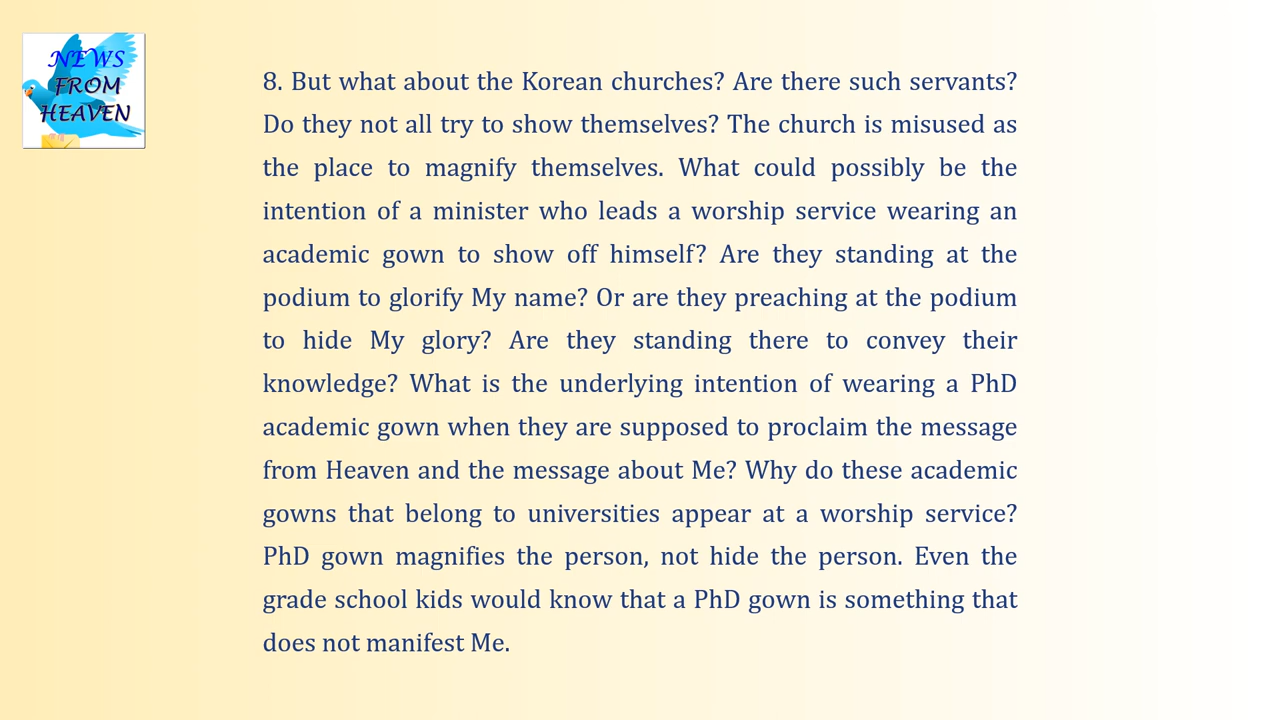 NEWS
FROM
HEAVEN
8. But what about the Korean churches? Are there such servants?
Do they not all try to show themselves? The church is misused as
the place to magnify themselves. What could possibly be the
intention of a minister who leads a worship service wearing an
academic gown to show off himself? Are they standing at the
podium to glorify My name? Or are they preaching at the podium
to hide My glory? Are they standing there to convey their
knowledge? What is the underlying intention of wearing a PhD
academic gown when they are supposed to proclaim the message
from Heaven and the message about Me? Why do these academic
gowns that belong to universities appear at a worship service?
PhD gown magnifies the person, not hide the person. Even the
grade school kids would know that a PhD gown is something that
does not manifest Me.